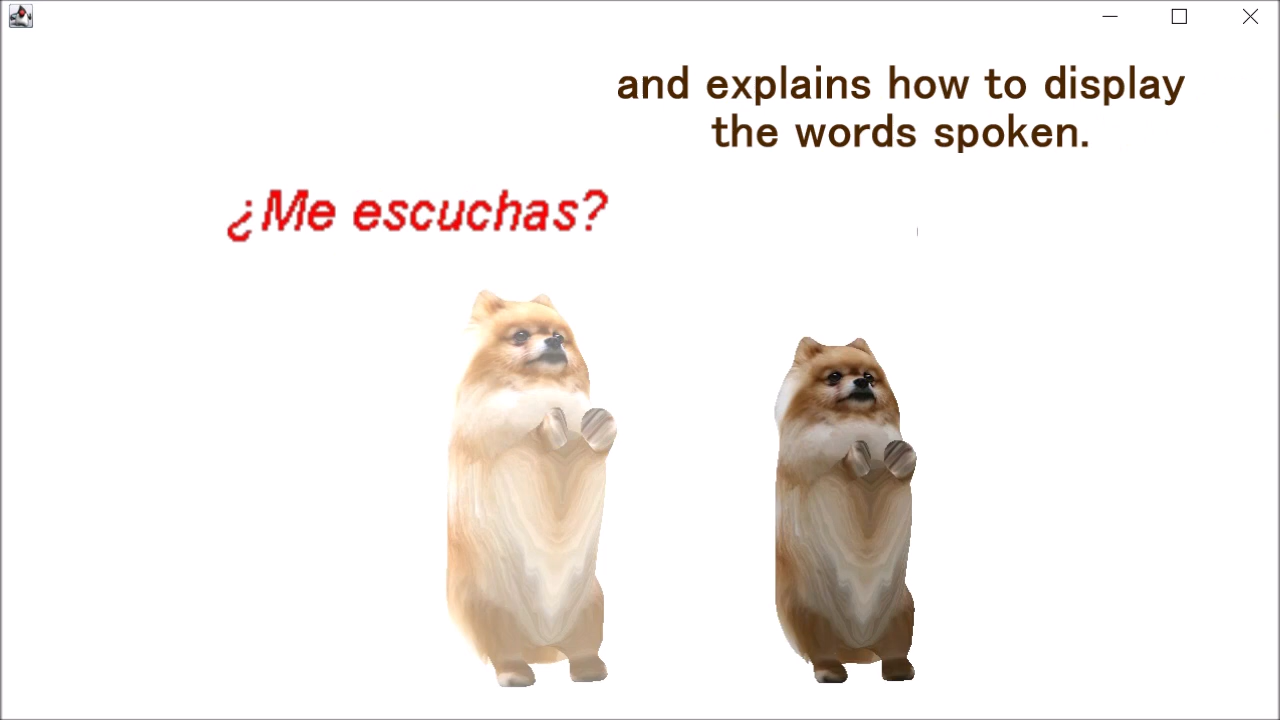 and explains how to display
the words spoken.
¿Me escuchas?